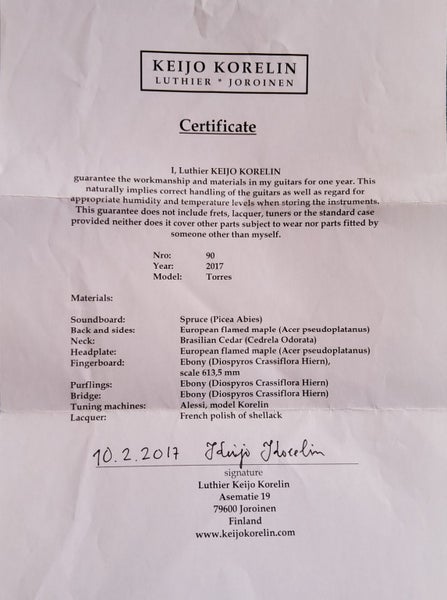 KEIJO KORELIN
LUTHIER * JOROINEN
Certificate
I, Luthier KEIJO KORELIN
guarantee the workmanship and materials in my guitars for one year. This
naturally implies correct handling of the guitars as well as regard for
appropriate humidity and temperature levels when storing the instruments.
This guarantee does not include frets, lacquer, tuners or the standard case
provided neither does it cover other parts subject to wear nor parts fitted by
someone other than myself.
Nro: 90
Year: 2017
Model: Torres
Materials:
Soundboard: Spruce (Picea Abies)
Back and sides: European flamed maple (Acer pseudoplatanus)
Neck: Brasilian Cedar (Cedrela Odorata)
Headplate: European flamed maple (Acer pseudoplatanus)
Fingerboard: Ebony (Diospyros Crassiflora Hiern),
scale 613,5 mm
Purflings: Ebony (Diospyros Crassiflora Hiern)
Bridge: Ebony (Diospyros Crassiflora Hiern)
Tuning machines: Alessi, model Korelin
Lacquer: French polish of shellack
10.2.2017 Keijo Korelin
signature
Luthier Keijo Korelin
Asematie 19
79600 Joroinen
Finland
www.keijokorelin.com